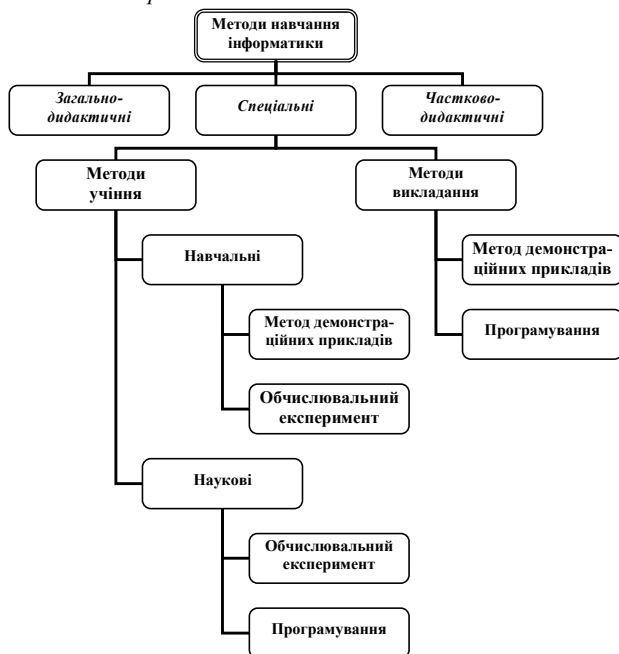 Методи навчання
інформатики
Загально-
дидактичні
Спеціальні
Частково-
дидактичні
Методи
учіння
Методи
викладання
Навчальні
Метод демонстра-
ційних прикладів
Метод демонстра-
ційних прикладів
Програмування
Обчислювальний
експеримент
Наукові
Обчислювальний
експеримент
Програмування